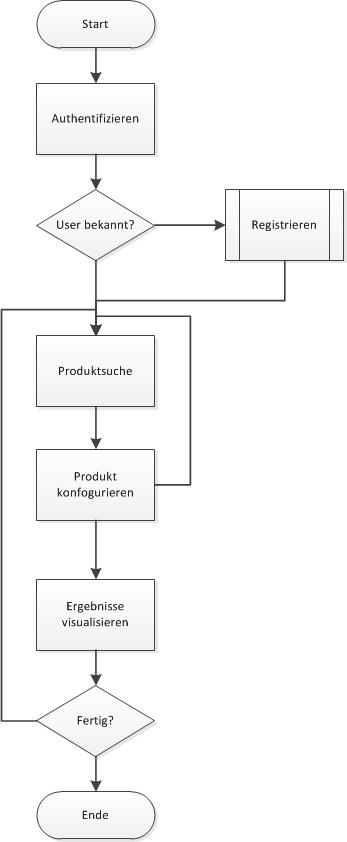 Start
Authentifizieren
User bekannt?
Registrieren
Produktsuche
Produkt
konfogurieren
Ergebnisse
visualisieren
Fertig?
Ende